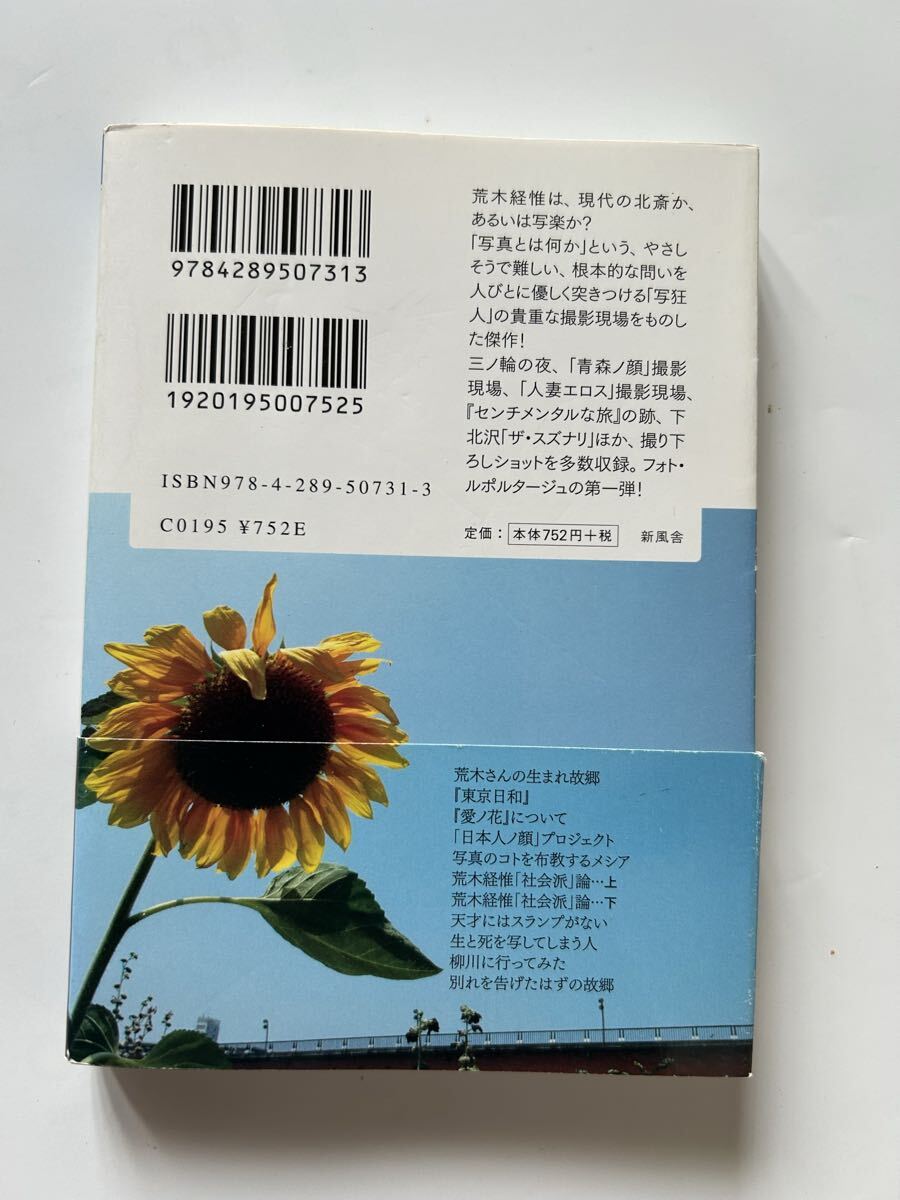 9784289507313
1920195007525
ISBN978-4-289-50731-3
C0195 ¥752E
荒木経惟は、現代の北斎か、
あるいは写楽か?
「写真とは何か」という、やさし
そうで難しい、根本的な問いを
人びとに優しく突きつける「写狂
人」の貴重な撮影現場をものし
た傑作!
三ノ輪の夜、「青森ノ顔」撮影
現場、「人妻エロス」撮影現場、
『センチメンタルな旅』の跡、下
北沢「ザ・スズナリ」ほか、撮り下
ろしショットを多数収録。フォト・
ルポルタージュの第一弾!
定価：本体752円+税 新風舎
荒木さんの生まれ故郷
『東京日和』
『愛ノ花』について
「日本人ノ顔」プロジェクト
写真のコトを布教するメシア
荒木経惟「社会派」論…上
荒木経惟「社会派」論…下
天才にはスランプがない
生と死を写してしまう人
柳川に行ってみた
別れを告げたはずの故郷